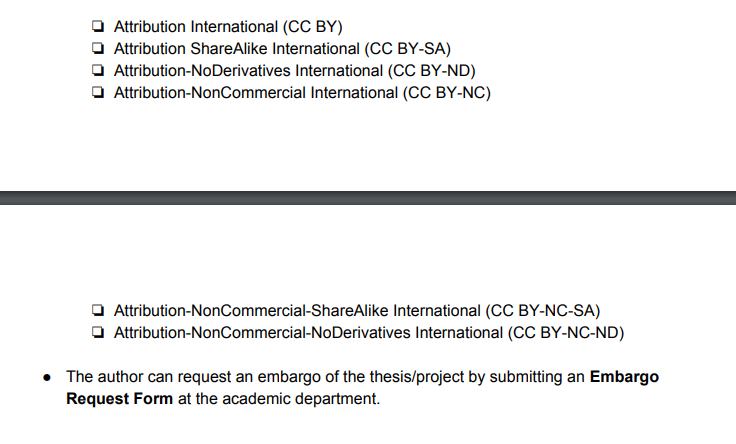 ❏ Attribution International (CC BY)
❏ Attribution ShareAlike International (CC BY-SA)
❏ Attribution-NoDerivatives International (CC BY-ND)
❏ Attribution-NonCommercial International (CC BY-NC)
❏ Attribution-NonCommercial-ShareAlike International (CC BY-NC-SA)
❏ Attribution-NonCommercial-NoDerivatives International (CC BY-NC-ND)
● The author can request an embargo of the thesis/project by submitting an Embargo
Request Form at the academic department.